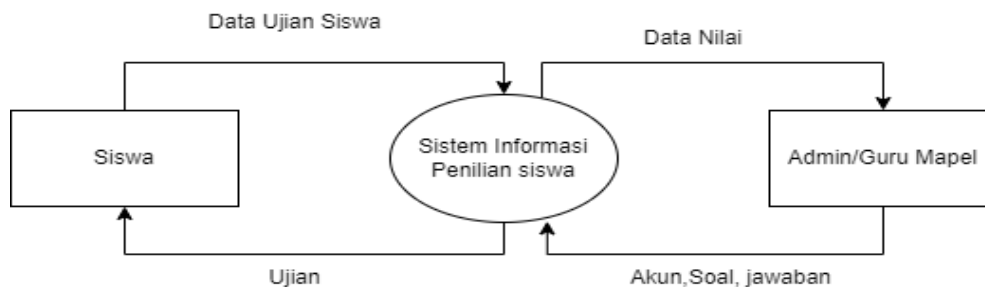 Data Ujian Siswa
Data Nilai
Siswa
Sistem Informasi
Penilian siswa
Admin/Guru Mapel
Ujian
Akun,Soal, jawaban